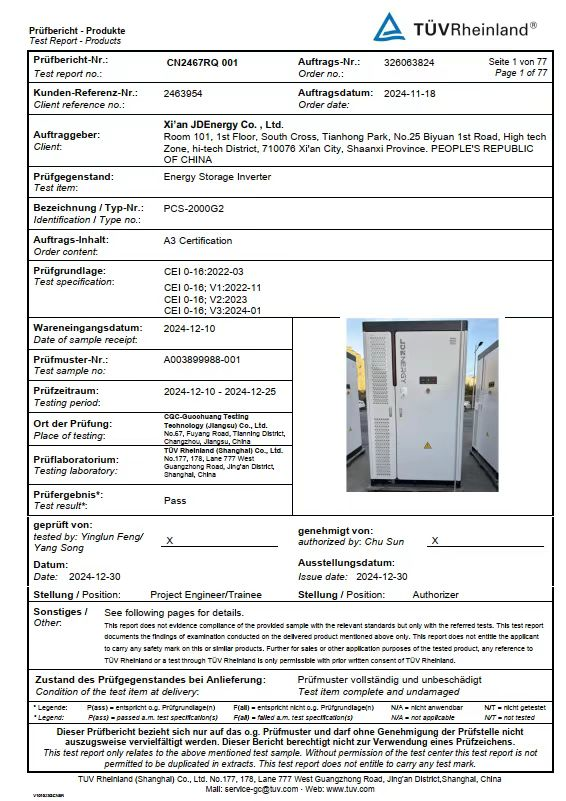 Prüfbericht - Produkte
Test Report - Products
TÜVRheinland®
Prüfbericht-Nr.: CN2467RQ 001 Auftrags-Nr.: 326063824 Seite 1 von 77
Test report no.: Order no.: Page 1 of 77
Kunden-Referenz-Nr.: 2463954 Auftragsdatum: 2024-11-18
Client reference no.: Order date:
Auftraggeber:
Client:
Xi'an JDEnergy Co. , Ltd.
Room 101, 1st Floor, South Cross, Tianhong Park, No.25 Biyuan 1st Road, High tech
Zone, hi-tech District, 710076 Xi'an City, Shaanxi Province. PEOPLE'S REPUBLIC
OF CHINA
Prüfgegenstand: Energy Storage Inverter
Test item:
Bezeichnung / Typ-Nr.: PCS-2000G2
Identification / Type no.:
Auftrags-Inhalt: A3 Certification
Order content:
Prüfgrundlage: CEI 0-16:2022-03
Test specification:
CEI 0-16; V1:2022-11
CEI 0-16; V2:2023
CEI 0-16; V3:2024-01
Wareneingangsdatum: 2024-12-10
Date of sample receipt:
Prüfmuster-Nr.: A003899988-001
Test sample no.:
Prüfzeitraum: 2024-12-10 - 2024-12-25
Testing period:
Ort der Prüfung:
Place of testing:
CQC-Guochuang Testing
Technology (Jiangsu) Co., Ltd.
No.67, Fuyang Road, Tianning District,
Changzhou, Jiangsu, China
Prüflaboratorium:
Testing laboratory:
TÜV Rheinland (Shanghai) Co., Ltd.
No.177, 178, Lane 777 West
Guangzhong Road, Jing'an District,
Shanghai, China
Prüfergebnis*: Pass
Test result*:
JDENERGY
geprüft von:
tested by: Yinglun Feng/
Yang Song
X
genehmigt von:
authorized by: Chu Sun
X
Datum:
Date: 2024-12-30
Ausstellungsdatum:
Issue date: 2024-12-30
Stellung / Position: Project Engineer/Trainee Stellung / Position: Authorizer
Sonstiges /
Other:
See following pages for details.
This report does not evidence compliance of the provided sample with the relevant standards but only with the referred tests. This test report
documents the findings of examination conducted on the delivered product mentioned above only. This report does not entitle the applicant
to carry any safety mark on this or similar products. Further for sales or other application purposes of the tested product, any reference to
TÜV Rheinland or a test through TÜV Rheinland is only permissible with prior written consent of TÜV Rheinland.
Zustand des Prüfgegenstandes bei Anlieferung: Prüfmuster vollständig und unbeschädigt
Condition of the test item at delivery: Test item complete and undamaged
* Legende: P(ass) = entspricht o.g. Prüfgrundlage(n) F(ail) = entspricht nicht o.g. Prüfgrundlage(n) N/A = nicht anwendbar N/T = nicht getestet
* Legend: P(ass) = passed a.m. test specification(s) F(ail) = failed a.m. test specification(s) N/A = not applicable N/T = not tested
Dieser Prüfbericht bezieht sich nur auf das o.g. Prüfmuster und darf ohne Genehmigung der Prüfstelle nicht
auszugsweise vervielfältigt werden. Dieser Bericht berechtigt nicht zur Verwendung eines Prüfzeichens.
This test report only relates to the above mentioned test sample. Without permission of the test center this test report is not
permitted to be duplicated in extracts. This test report does not entitle to carry any test mark.
TÜV Rheinland (Shanghai) Co., Ltd. No.177, 178, Lane 777 West Guangzhong Road, Jing'an District,Shanghai, China
Mail: service-gc@tuv.com · Web: www.tuv.com